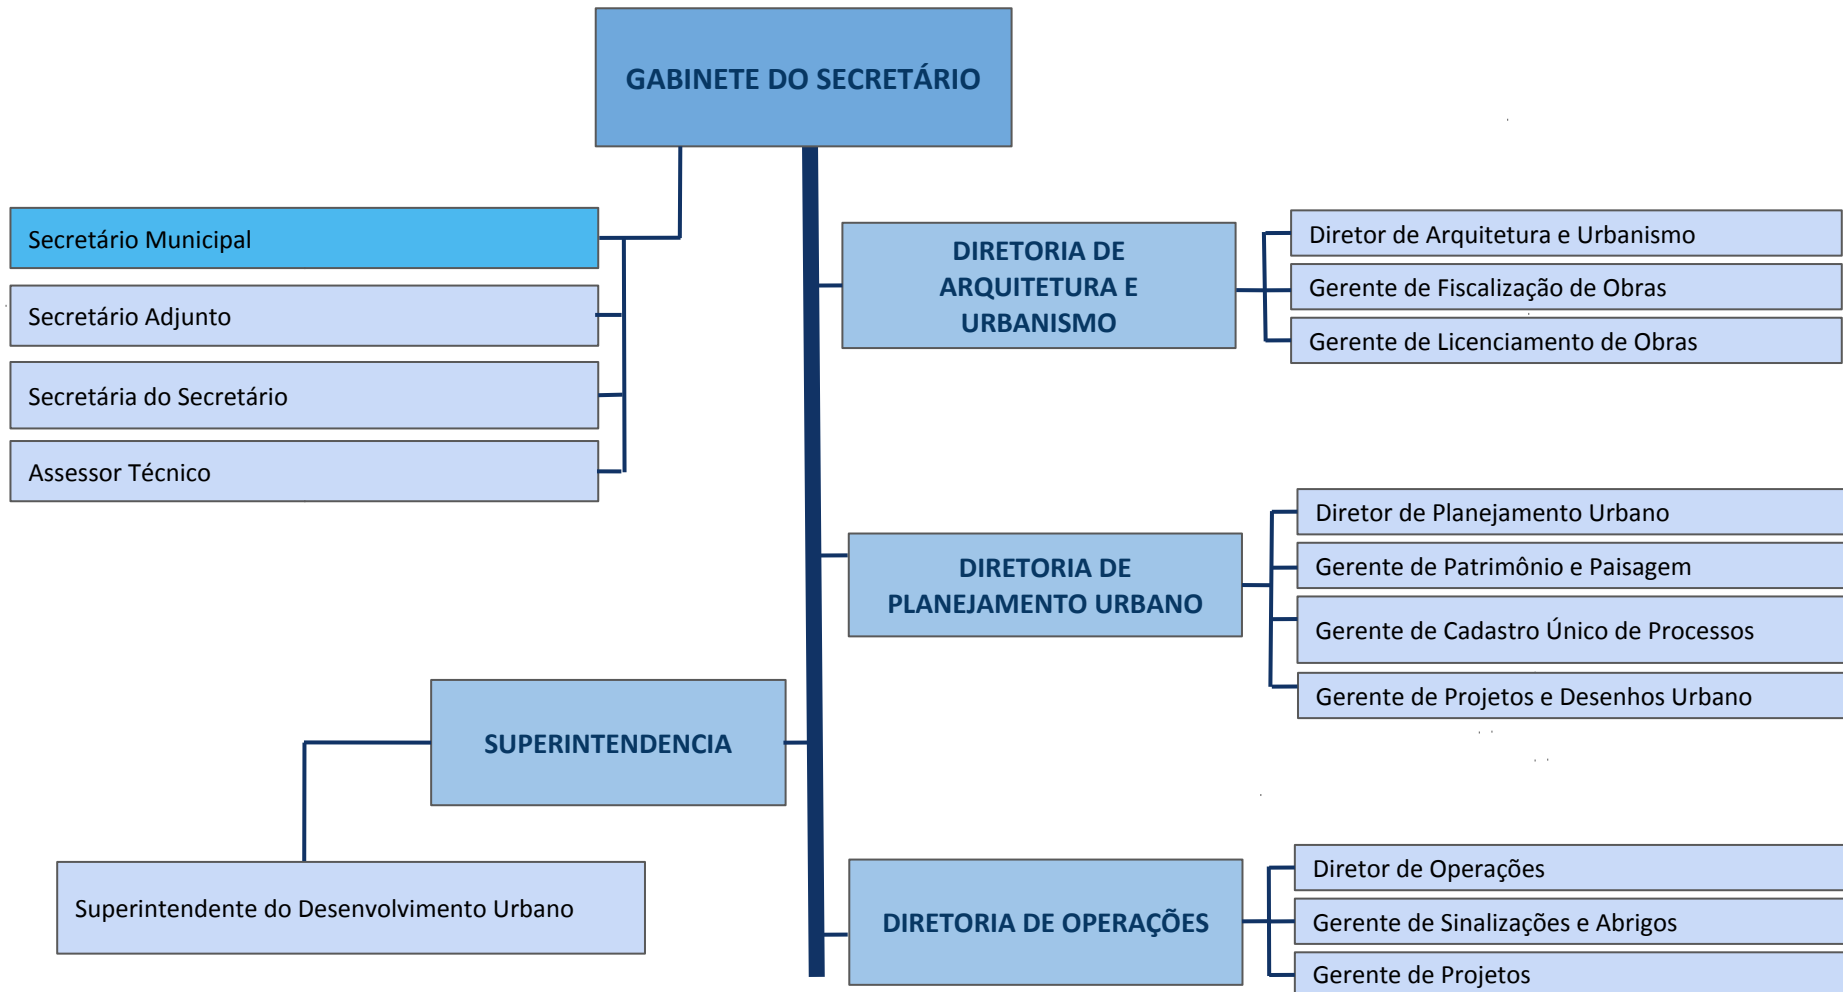 GABINETE DO SECRETÁRIO
Secretário Municipal
Secretário Adjunto
Secretária do Secretário
Assessor Técnico
DIRETORIA DE
ARQUITETURA E
URBANISMO
Diretor de Arquitetura e Urbanismo
Gerente de Fiscalização de Obras
Gerente de Licenciamento de Obras
DIRETORIA DE
PLANEJAMENTO URBANO
Diretor de Planejamento Urbano
Gerente de Patrimônio e Paisagem
Gerente de Cadastro Único de Processos
Gerente de Projetos e Desenhos Urbano
SUPERINTENDENCIA
Superintendente do Desenvolvimento Urbano
DIRETORIA DE OPERAÇÕES
Diretor de Operações
Gerente de Sinalizações e Abrigos
Gerente de Projetos